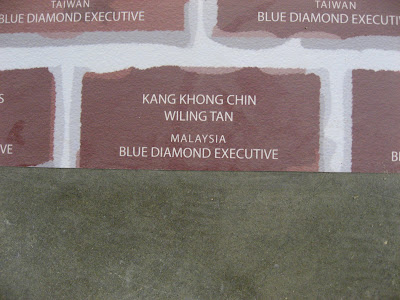 TAIWAN
BLUE DIAMOND EXECUTIVE
TAIWAN
BLUE DIAMOND EXECUTIVE
KANG KHONG CHIN
WILING TAN
MALAYSIA
BLUE DIAMOND EXECUTIVE